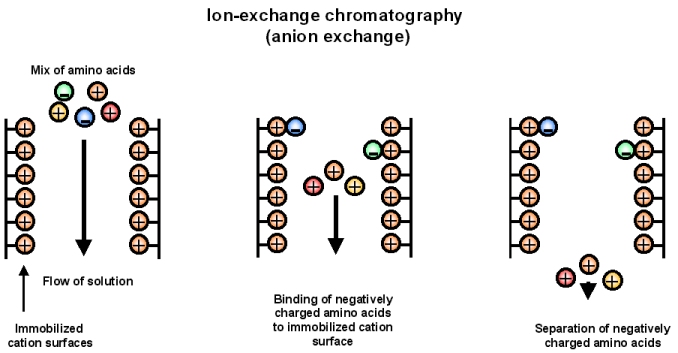 Ion-exchange chromatography
(anion exchange)
Mix of amino acids
Flow of solution
Immobilized
cation surfaces
Binding of negatively
charged amino acids
to immobilized cation
surface
Separation of negatively
charged amino acids